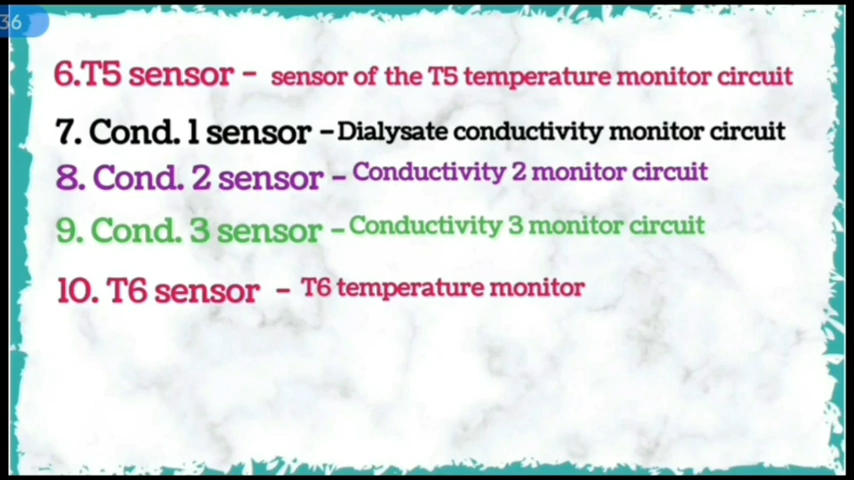 36
6.T5 sensor - sensor of the T5 temperature monitor circuit
7. Cond. 1 sensor - Dialysate conductivity monitor circuit
8. Cond. 2 sensor - Conductivity 2 monitor circuit
9. Cond. 3 sensor - Conductivity 3 monitor circuit
10. T6 sensor - T6 temperature monitor